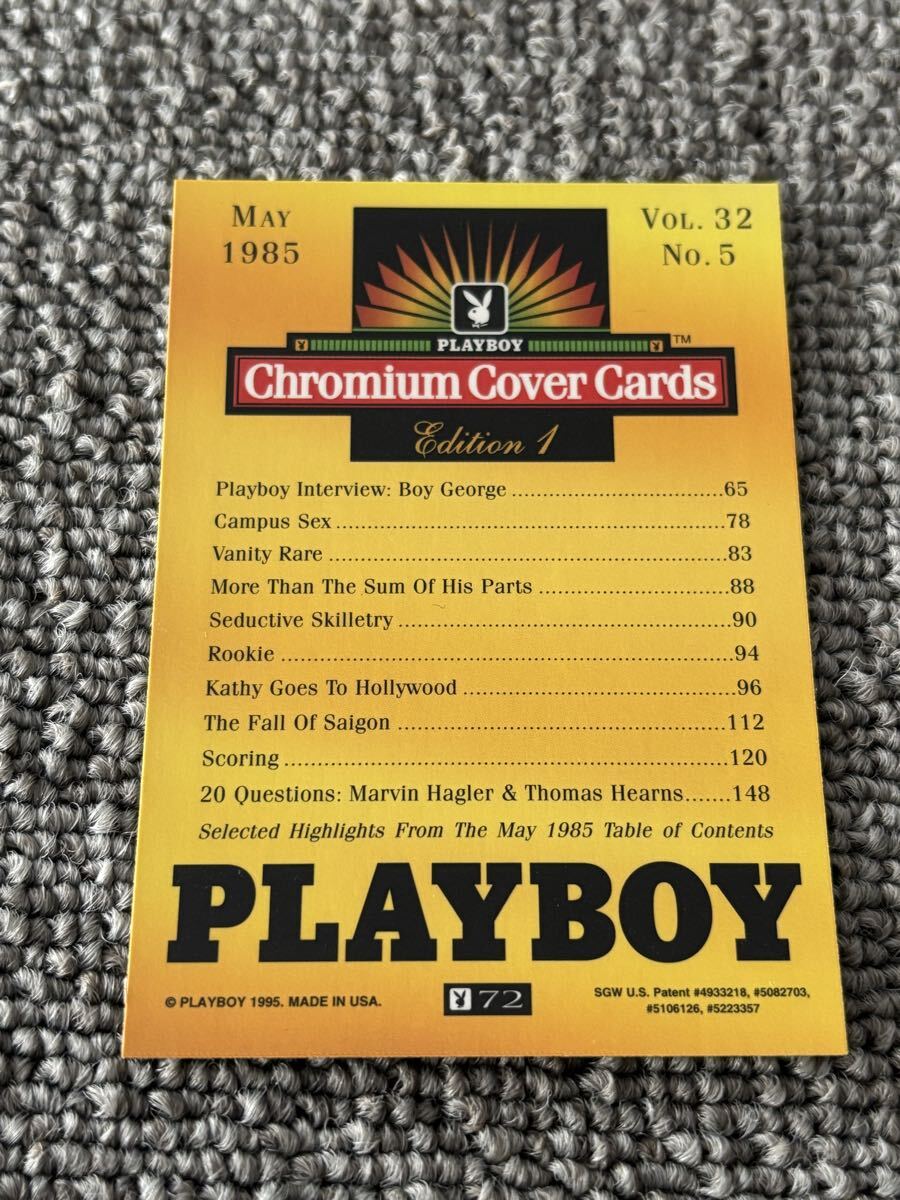 MAY
1985
VOL. 32
NO. 5
PLAYBOY
Chromium Cover Cards™
Edition 1
Playboy Interview: Boy George ................................65
Campus Sex ...........................................................78
Vanity Rare ............................................................83
More Than The Sum Of His Parts .............................88
Seductive Skilletry ..................................................90
Rookie ....................................................................94
Kathy Goes To Hollywood .........................................96
The Fall Of Saigon ..................................................112
Scoring ...................................................................120
20 Questions: Marvin Hagler & Thomas Hearns.......148
Selected Highlights From The May 1985 Table of Contents
PLAYBOY
© PLAYBOY 1995. MADE IN USA.
72
SGW U.S. Patent #4933218, #5082703,
#5106126, #5223357